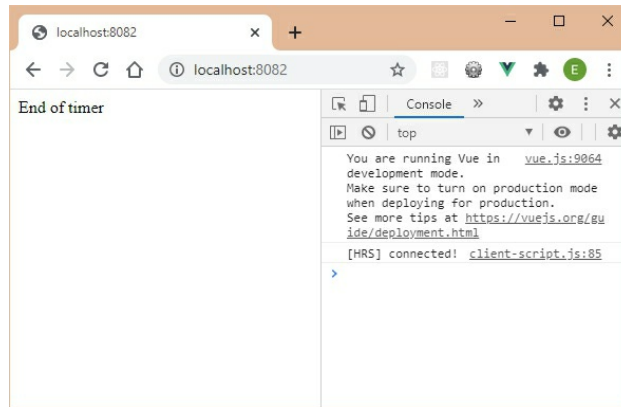 localhost:8082
localhost:8082
E
End of timer
Console »
top
You are running Vue in vue.js:9064
development mode.
Make sure to turn on production mode
when deploying for production.
See more tips at https://vuejs.org/gu
ide/deployment.html
[HRS] connected! client-script.js:85